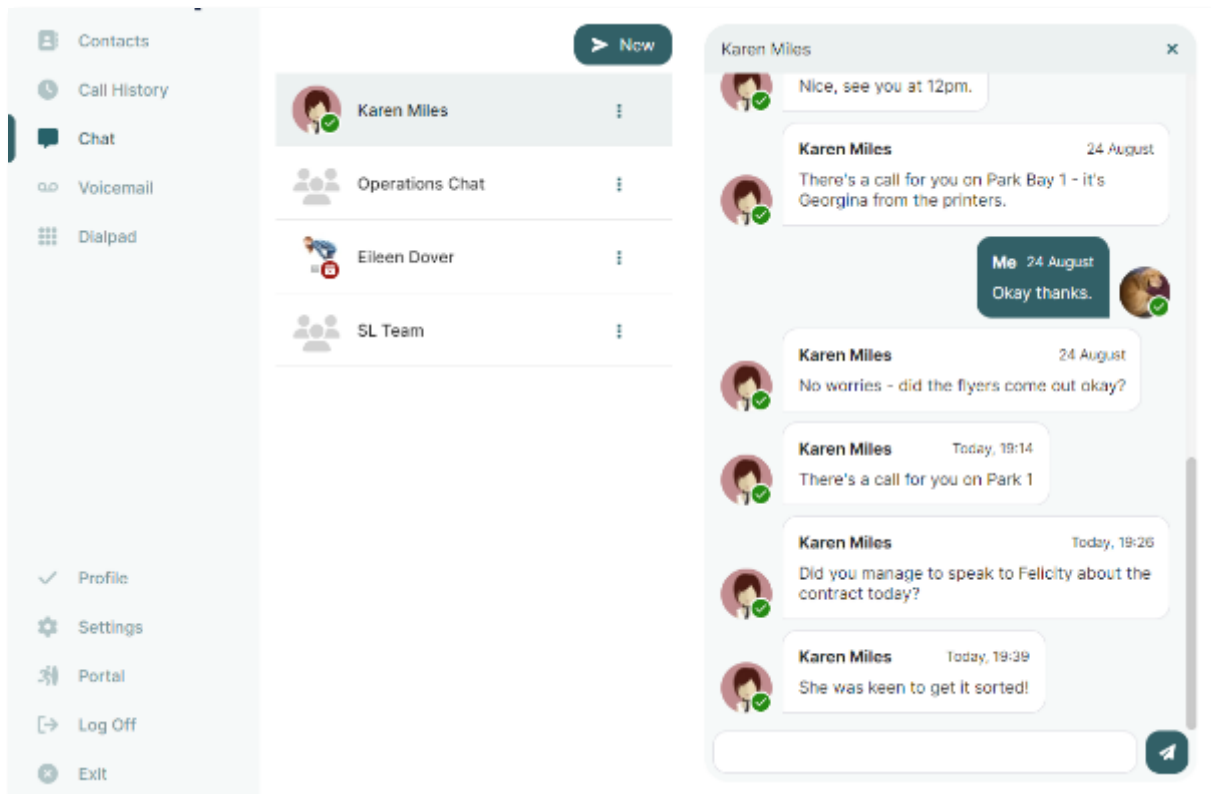 Contacts
Call History
Chat
Voicemail
Dialpad
Profile
Settings
Portal
Log Off
Exit
New
Karen Miles
Operations Chat
Eileen Dover
SL Team
Karen Miles
Nice, see you at 12pm.
Karen Miles 24 August
There's a call for you on Park Bay 1 - it's
Georgina from the printers.
Me 24 August
Okay thanks.
Karen Miles 24 August
No worries - did the flyers come out okay?
Karen Miles Today, 19:14
There's a call for you on Park 1
Karen Miles Today, 19:26
Did you manage to speak to Felicity about the
contract today?
Karen Miles Today, 19:39
She was keen to get it sorted!